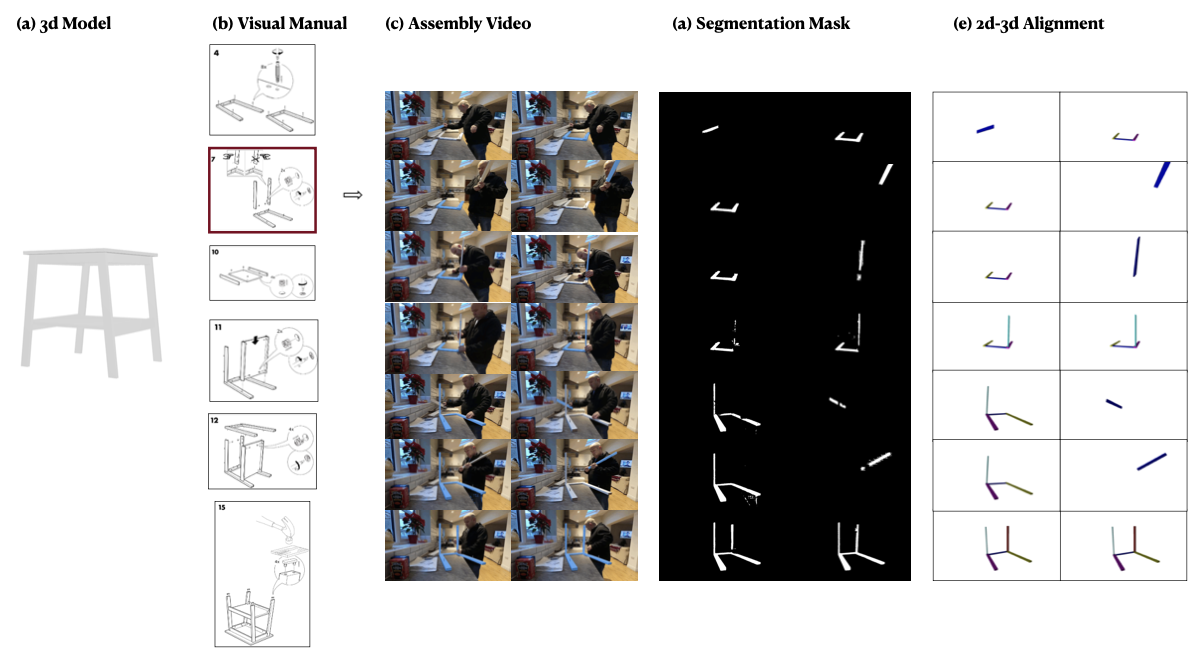 (a) 3d Model
(b) Visual Manual
(c) Assembly Video
(a) Segmentation Mask
(e) 2d-3d Alignment
4
7
10
11
12
15